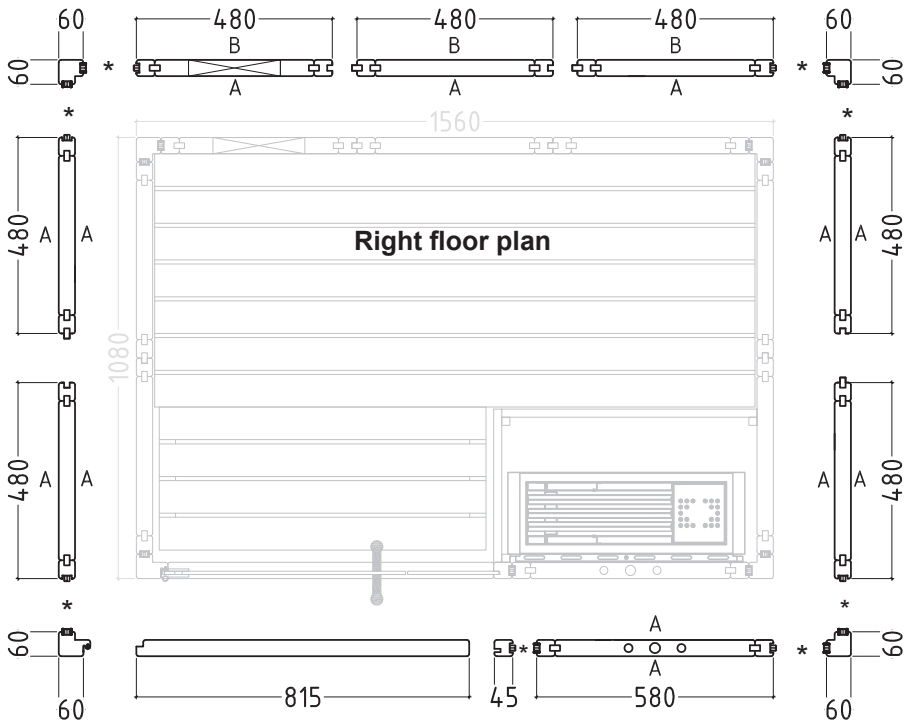 60 480 480 480 60
B B B
60 * * 60
A A A
* *
1560
480 A A A A 480
Right floor plan
1080
480 A A A A 480
* *
60 A 60
* *
A
60 815 45 580 60